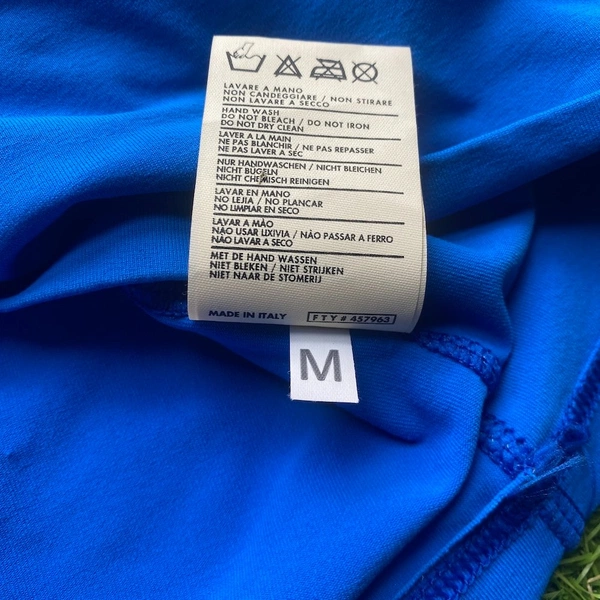 LAVARE A MANO
NON CANDEGGIARE / NON STIRARE
NON LAVARE A SECCO
HAND WASH
DO NOT BLEACH / DO NOT IRON
DO NOT DRY CLEAN
LAVER A LA MAIN
NE PAS BLANCHIR / NE PAS REPASSER
NE PAS LAVER A SEC
NUR HANDWASCHEN / NICHT BLEICHEN
NICHT BUGELN
NICHT CHEMISCH REINIGEN
LAVAR EN MANO
NO LEJIA / NO PLANCAR
NO LIMPIAR EN SECO
LAVAR A MÀO
NÃO USAR LIXIVIA / NÃO PASSAR A FERRO
NÃO LAVAR A SECO
MET DE HAND WASSEN
NIET BLEKEN / NIET STRIJKEN
NIET NAAR DE STOMERIJ
MADE IN ITALY FTY # 457963
M